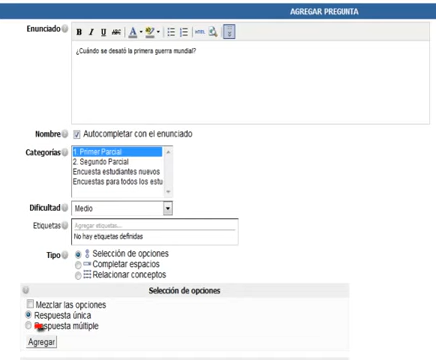 AGREGAR PREGUNTA
Enunciado
B I U ABC A HTML
¿Cuándo se desató la primera guerra mundial?
Nombre Autocompletar con el enunciado
Categorías 1. Primer Parcial
2. Segundo Parcial
Encuesta estudiantes nuevos
Encuestas para todos los estu
Dificultad Medio
Etiquetas Agregar etiquetas...
No hay etiquetas definidas
Tipo Selección de opciones
Completar espacios
Relacionar conceptos
Selección de opciones
Mezclar las opciones
Respuesta única
Respuesta múltiple
Agregar